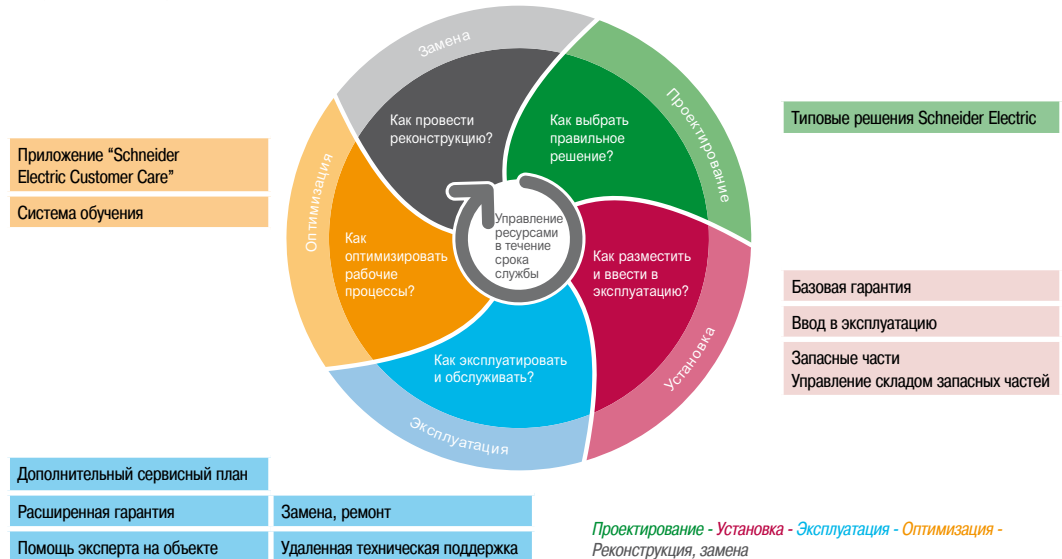 Замена
Проектирование
Как провести
реконструкцию?
Как выбрать
правильное
решение?
Типовые решения Schneider Electric
Приложение “Schneider
Electric Customer Care”
Система обучения
Оптимизация
Как
оптимизировать
рабочие
процессы?
Управление
ресурсами
в течение
срока
службы
Как разместить
и ввести в
эксплуатацию?
Установка
Базовая гарантия
Ввод в эксплуатацию
Запасные части
Управление складом запасных частей
Как эксплуатировать
и обслуживать?
Эксплуатация
Дополнительный сервисный план
Расширенная гарантия
Замена, ремонт
Помощь эксперта на объекте
Удаленная техническая поддержка
Проектирование - Установка - Эксплуатация - Оптимизация -
Реконструкция, замена